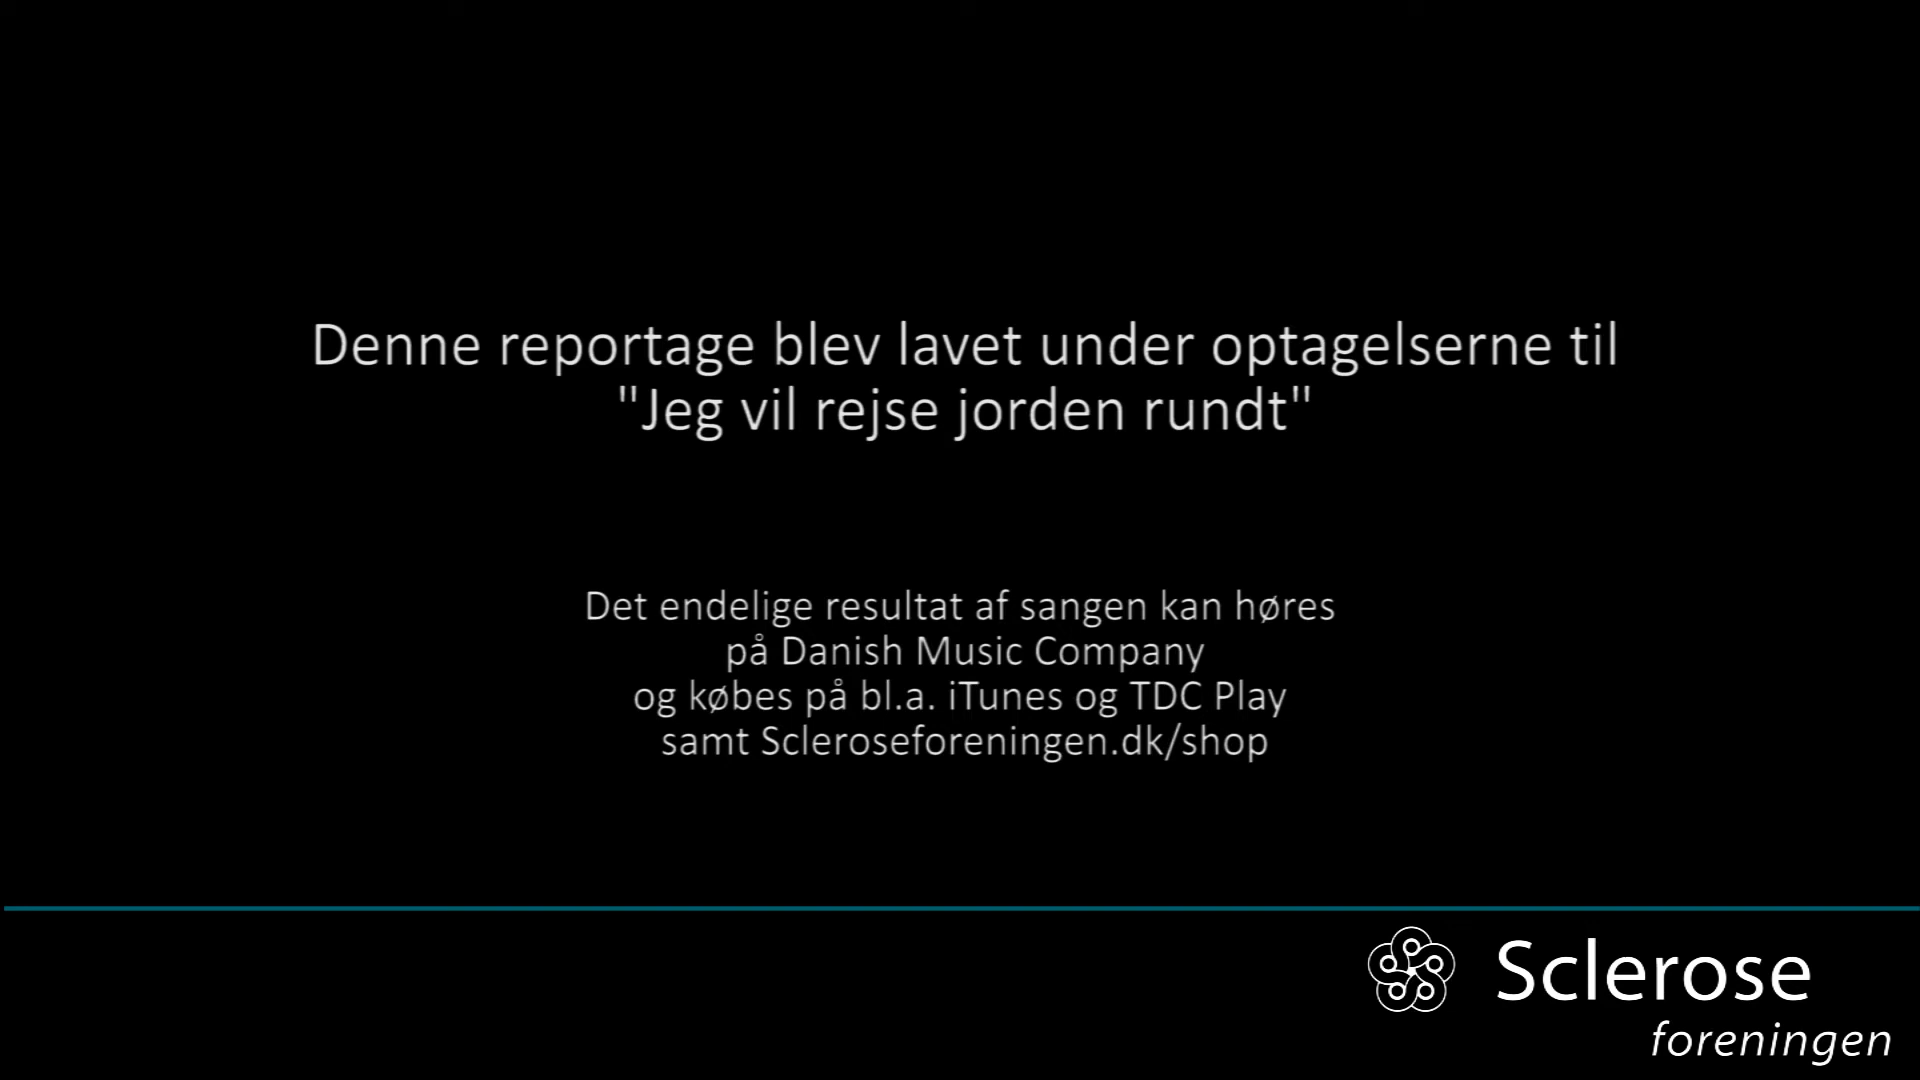 Denne reportage blev lavet under optagelserne til
"Jeg vil rejse jorden rundt"
Det endelige resultat af sangen kan høres
på Danish Music Company
og købes på bl.a. iTunes og TDC Play
samt Scleroseforeningen.dk/shop
Sclerose
foreningen